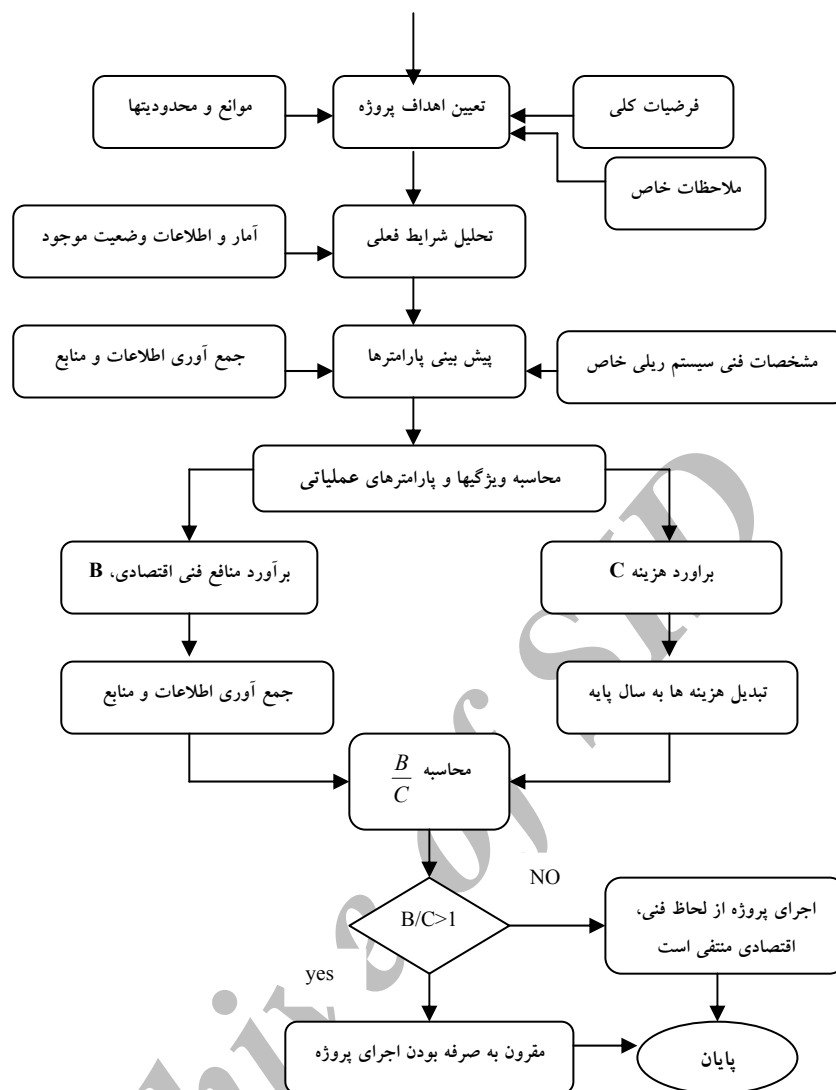 موانع و محدودیتها
تعیین اهداف پروژه
فرضیات کلی
ملاحظات خاص
آمار و اطلاعات وضعیت موجود
تحلیل شرایط فعلی
جمع آوری اطلاعات و منابع
پیش بینی پارامترها
مشخصات فنی سیستم ریلی خاص
محاسبه ویژگیها و پارامترهای عملیاتی
برآورد منافع فنی اقتصادی، B
براورد هزینه C
جمع آوری اطلاعات و منابع
تبدیل هزینه ها به سال پایه
محاسبه B/C
B/C>1
NO
اجرای پروژه از لحاظ فنی،
اقتصادی منتفی است
yes
مقرون به صرفه بودن اجرای پروژه
پایان
hive of SID